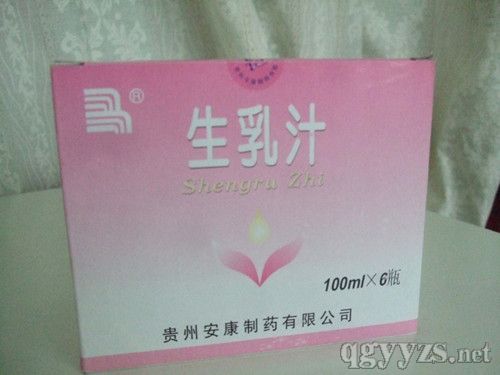 ®
生乳汁
Shengru Zhi
100ml×6瓶
贵州安康制药有限公司
qgyyzs.net